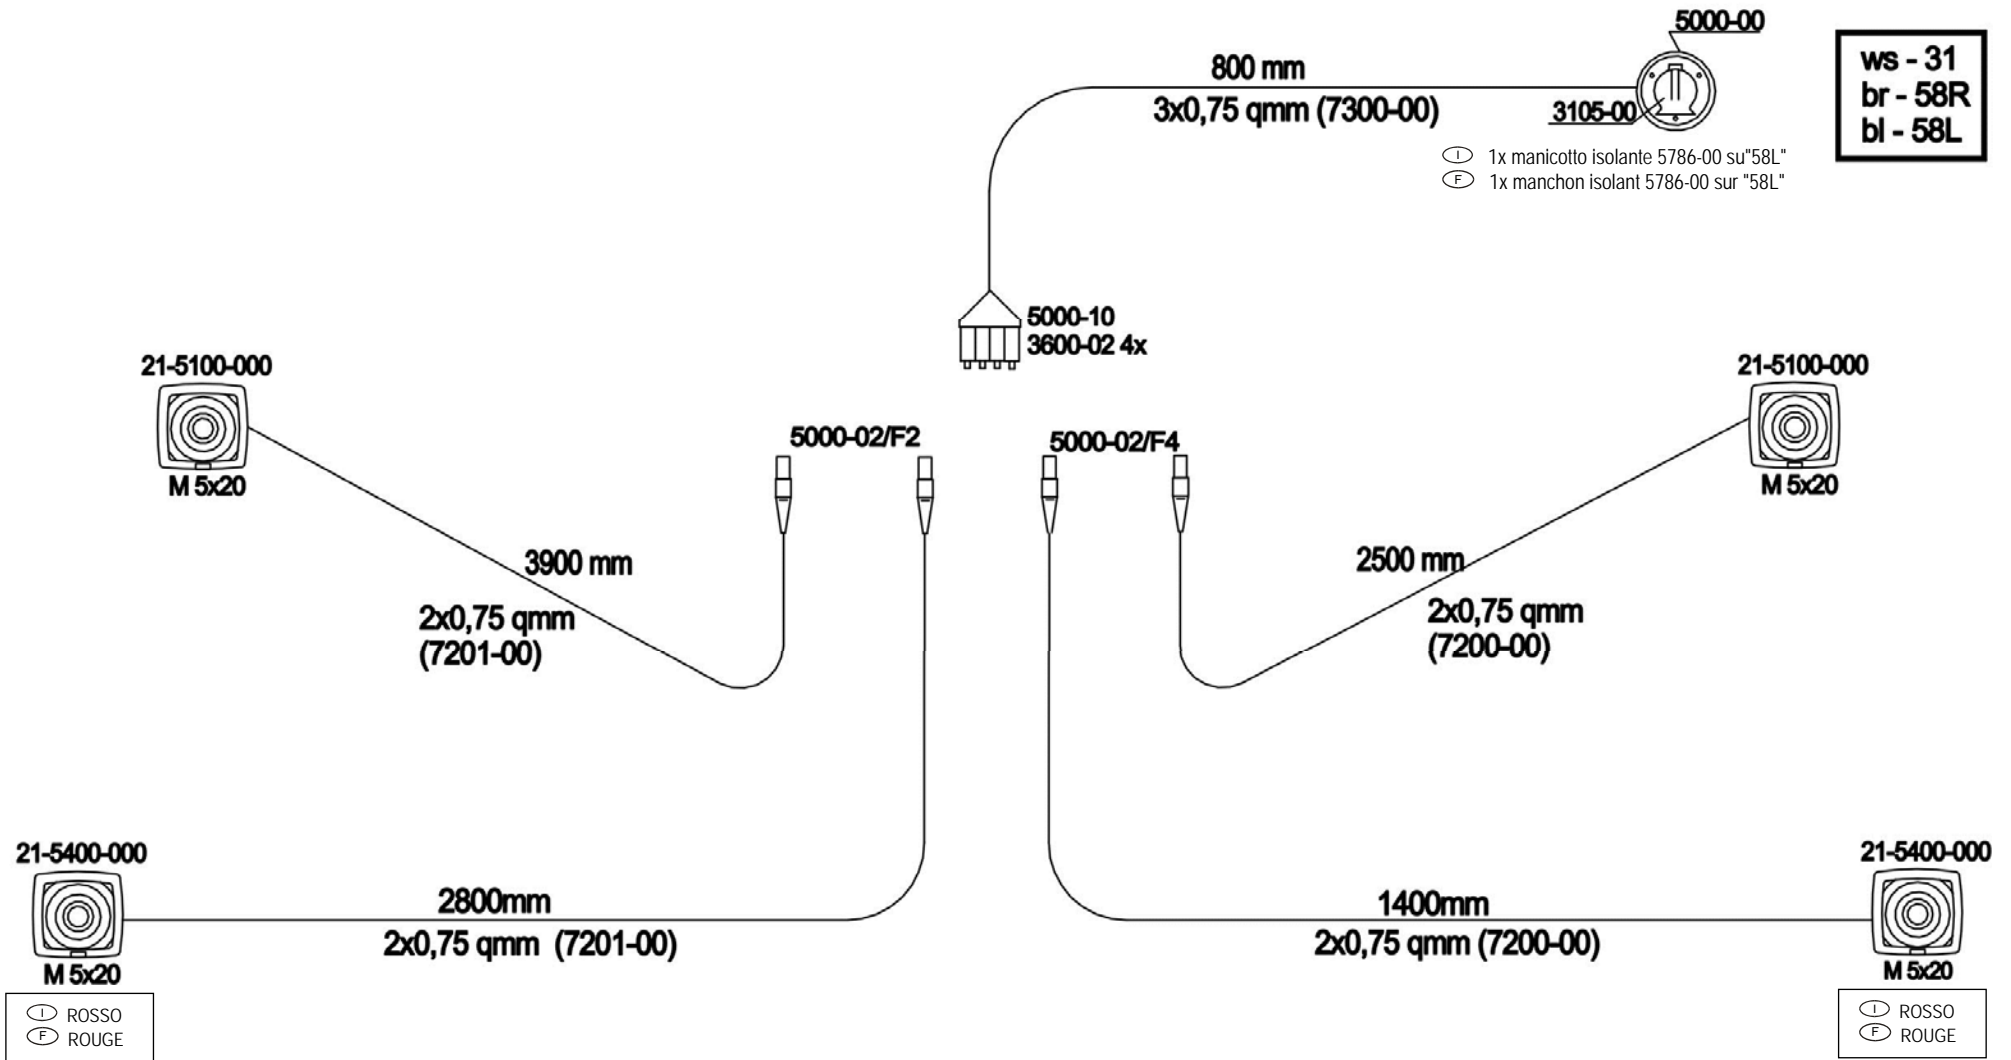 5000-00
800 mm
3x0,75 qmm (7300-00)
3105-00
ws - 31
br - 58R
bl - 58L
I 1x manicotto isolante 5786-00 su"58L"
F 1x manchon isolant 5786-00 sur "58L"
5000-10
3600-02 4x
21-5100-000
M 5x20
21-5100-000
M 5x20
5000-02/F2
5000-02/F4
3900 mm
2x0,75 qmm
(7201-00)
2500 mm
2x0,75 qmm
(7200-00)
21-5400-000
M 5x20
2800mm
2x0,75 qmm (7201-00)
1400mm
2x0,75 qmm (7200-00)
21-5400-000
M 5x20
I ROSSO
F ROUGE
I ROSSO
F ROUGE